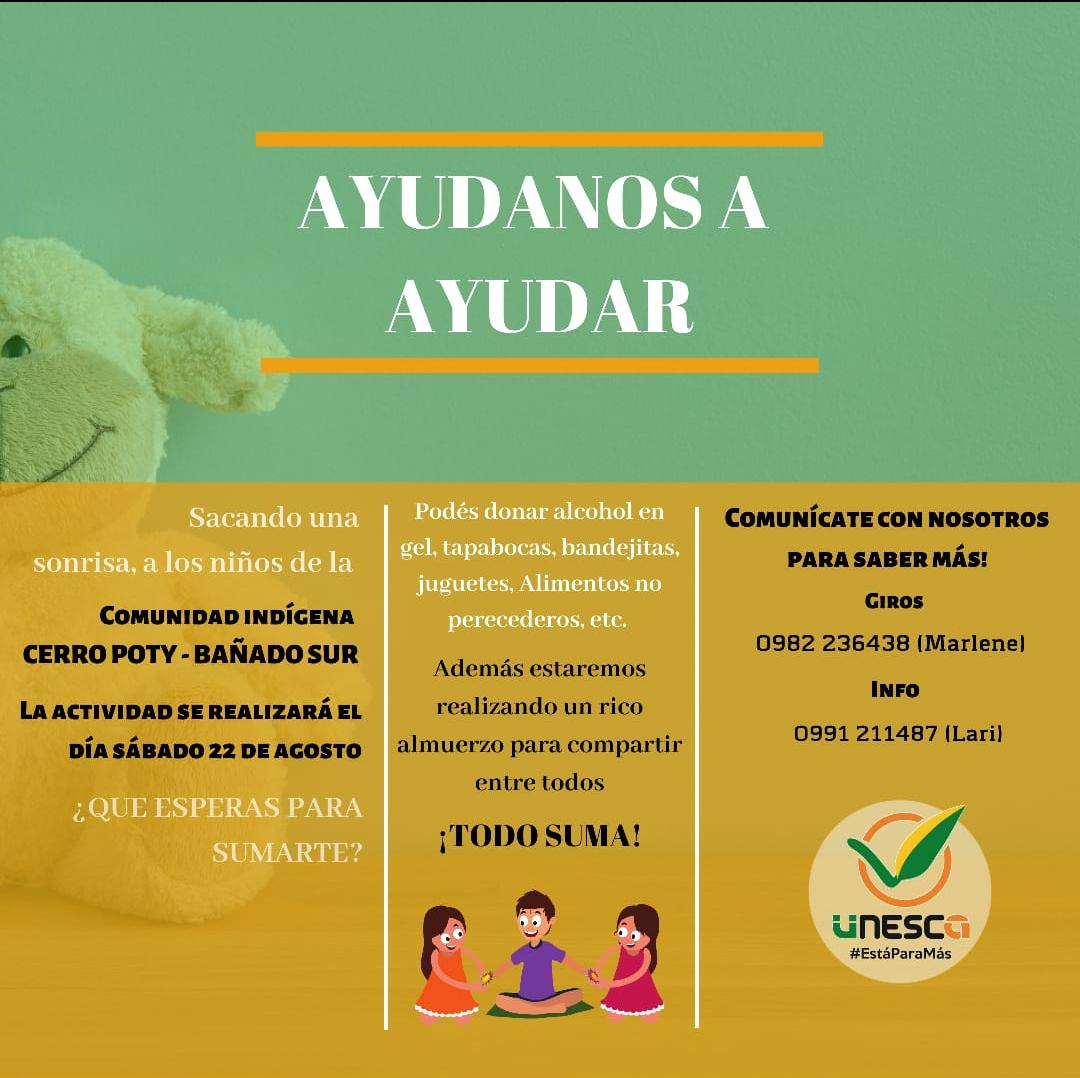 AYUDANOS A
AYUDAR
Sacando una
sonrisa, a los niños de la
COMUNIDAD INDÍGENA
CERRO POTY - BAÑADO SUR
LA ACTIVIDAD SE REALIZARÁ EL
DÍA SÁBADO 22 DE AGOSTO
¿QUE ESPERAS PARA
SUMARTE?
Podés donar alcohol en
gel, tapabocas, bandejitas,
juguetes, Alimentos no
perecederos, etc.
Además estaremos
realizando un rico
almuerzo para compartir
entre todos
¡TODO SUMA!
COMUNÍCATE CON NOSOTROS
PARA SABER MÁS!
GIROS
0982 236438 (Marlene)
INFO
0991 211487 (Lari)
UNESCa
#EstáParaMás